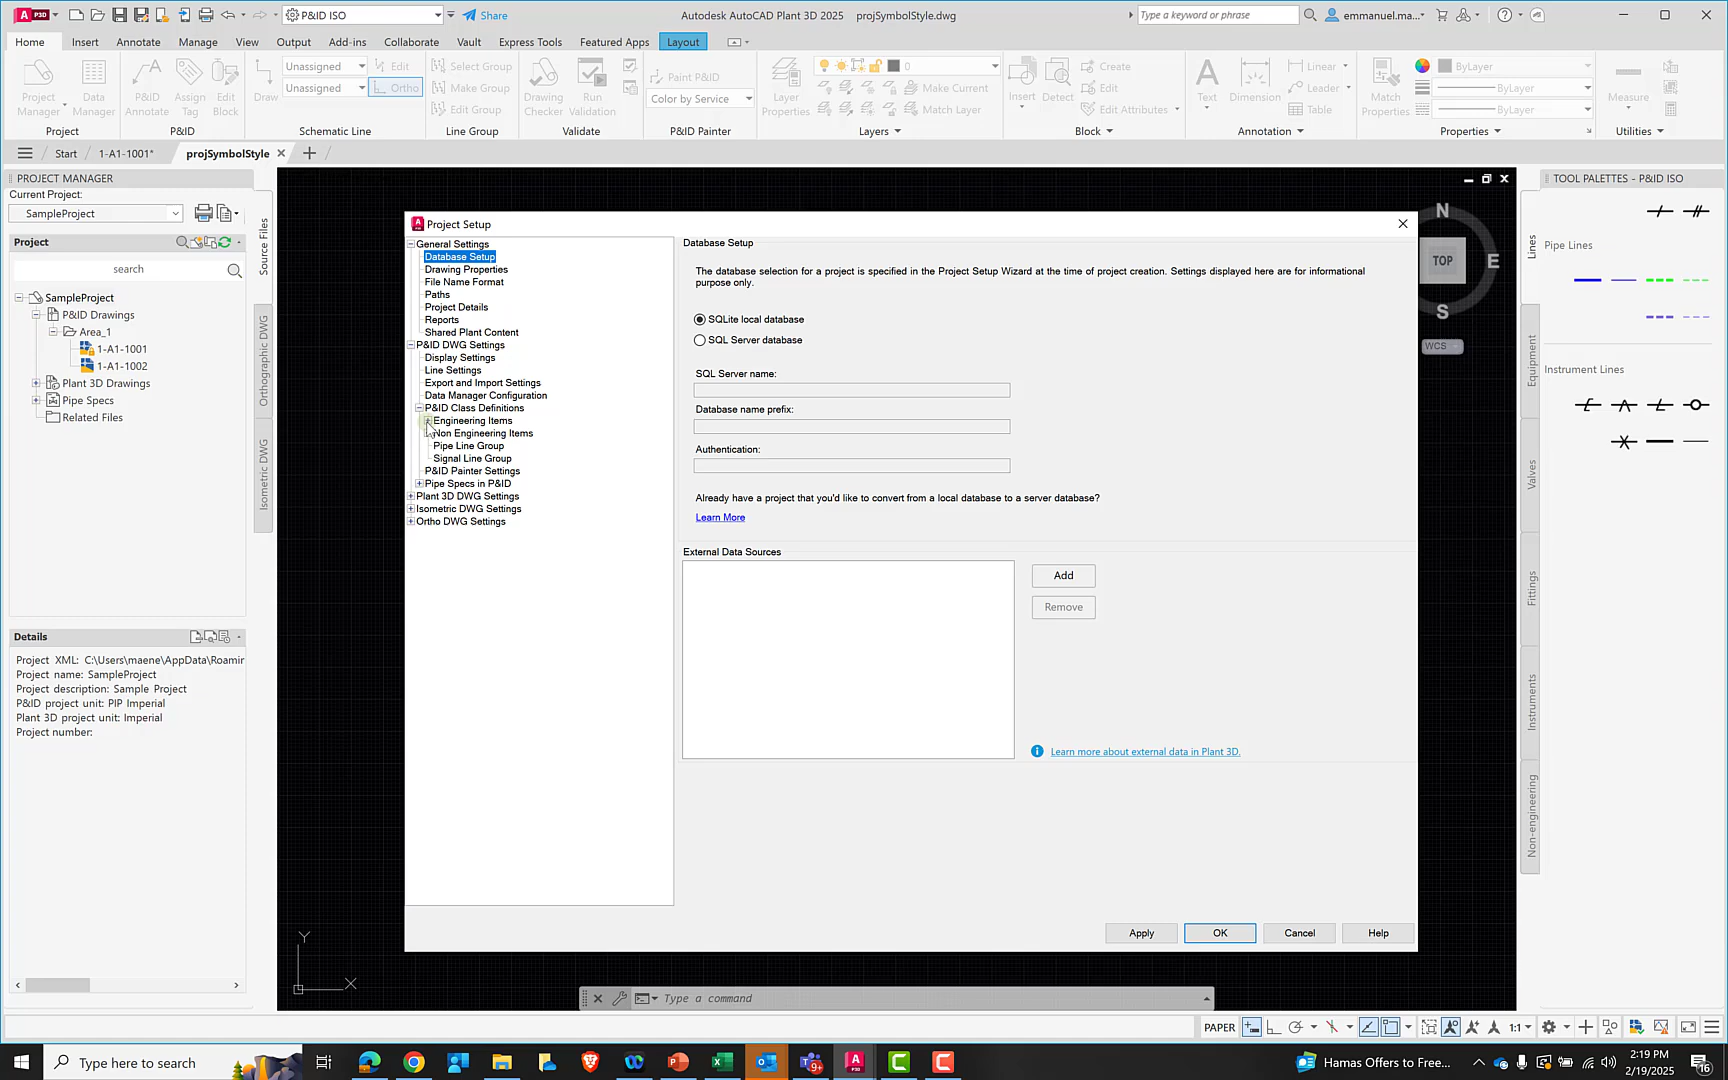 P&ID ISO
Share
Autodesk AutoCAD Plant 3D 2025 projSymbolStyle.dwg
Type a keyword or phrase
emmanuel.ma...
Home Insert Annotate Manage View Output Add-ins Collaborate Vault Express Tools Featured Apps Layout
Project Manager
Data Manager
Project
P&ID Annotate
Assign Tag
Edit Block
P&ID
Draw
Unassigned
Unassigned
Edit
Ortho
Schematic Line
Select Group
Make Group
Edit Group
Line Group
Drawing Checker
Run Validation
Validate
Paint P&ID
Color by Service
P&ID Painter
Layer Properties
0
Make Current
Match Layer
Layers
Insert
Detect
Create
Edit
Edit Attributes
Block
Text
Dimension
Linear
Leader
Table
Annotation
Match Properties
ByLayer
ByLayer
ByLayer
Properties
Measure
Utilities
Start 1-A1-1001* projSymbolStyle
PROJECT MANAGER
Current Project:
SampleProject
Project
search
SampleProject
P&ID Drawings
Area_1
1-A1-1001
1-A1-1002
Plant 3D Drawings
Pipe Specs
Related Files
Source Files
Orthographic DWG
Isometric DWG
Details
Project XML: C:\Users\maene\AppData\Roamir
Project name: SampleProject
Project description: Sample Project
P&ID project unit: PIP Imperial
Plant 3D project unit: Imperial
Project number:
Project Setup
General Settings
Database Setup
Drawing Properties
File Name Format
Paths
Project Details
Reports
Shared Plant Content
P&ID DWG Settings
Display Settings
Line Settings
Export and Import Settings
Data Manager Configuration
P&ID Class Definitions
Engineering Items
Non Engineering Items
Pipe Line Group
Signal Line Group
P&ID Painter Settings
Pipe Specs in P&ID
Plant 3D DWG Settings
Isometric DWG Settings
Ortho DWG Settings
Database Setup
The database selection for a project is specified in the Project Setup Wizard at the time of project creation. Settings displayed here are for informational
purpose only.
SQLite local database
SQL Server database
SQL Server name:
Database name prefix:
Authentication:
Already have a project that you'd like to convert from a local database to a server database?
Learn More
External Data Sources
Add
Remove
Learn more about external data in Plant 3D.
Apply OK Cancel Help
N
TOP
E
S
WCS
TOOL PALETTES - P&ID ISO
Pipe Lines
Instrument Lines
Lines
Equipment
Valves
Fittings
Instruments
Non-engineering
Y
X
Type a command
PAPER
1:1
Type here to search
9+
Hamas Offers to Free...
2:19 PM
2/19/2025
16